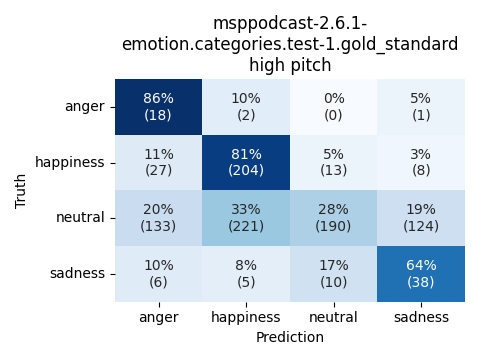 msppodcast-2.6.1-
emotion.categories.test-1.gold_standard
high pitch
Truth
anger
86% 10% 0% 5%
(18) (2) (0) (1)
happiness
11% 81% 5% 3%
(27) (204) (13) (8)
neutral
20% 33% 28% 19%
(133) (221) (190) (124)
sadness
10% 8% 17% 64%
(6) (5) (10) (38)
anger happiness neutral sadness
Prediction